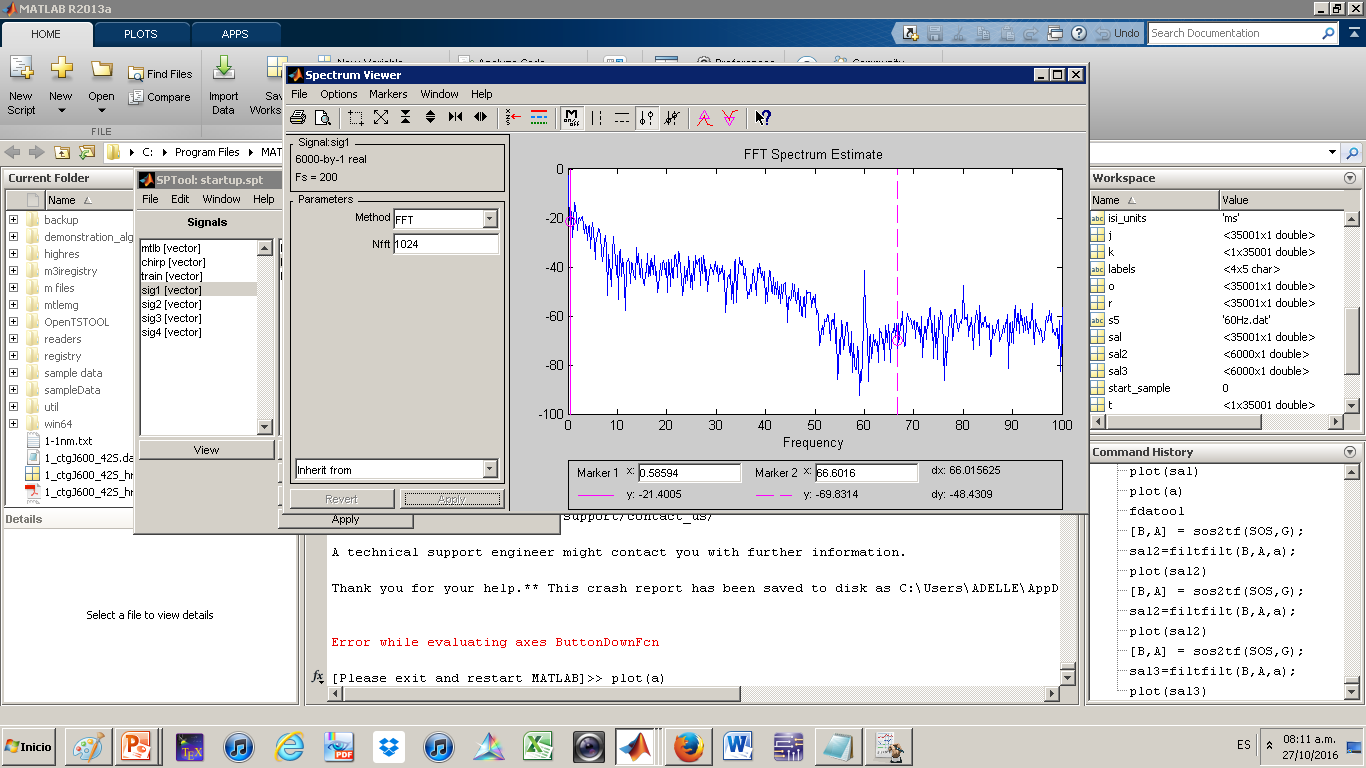 MATLAB R2013a
HOME PLOTS APPS
Undo
Search Documentation
New Script
New
Open
Find Files
Compare
Import Data
FILE
C: Program Files
Current Folder
Name
backup
highres
m3iregistry
m files
mtlemg
OpenTSTOOL
readers
registry
sample data
sampleData
util
win64
1-1nm.txt
Details
Select a file to view details
SPTool: startup.spt
File Edit Window Help
Signals
mtlb [vector]
chirp [vector]
train [vector]
sig1 [vector]
sig2 [vector]
sig3 [vector]
sig4 [vector]
View
Apply
Spectrum Viewer
File Options Markers Window Help
Signal:sig1
6000-by-1 real
Fs = 200
Parameters
Method FFT
Nfft 1024
Inherit from
Revert Apply
FFT Spectrum Estimate
0
-20
-40
-60
-80
-100
0 10 20 30 40 50 60 70 80 90 100
Frequency
Marker 1 x: 0.58594 Marker 2 x: 66.6016 dx: 66.015625
y: -21.4005 y: -69.8314 dy: -48.4309
support/contact_us/
A technical support engineer might contact you with further information.
Thank you for your help.** This crash report has been saved to disk as C:\Users\ADELLE\AppD
Error while evaluating axes ButtonDownFcn
fx [Please exit and restart MATLAB]>> plot(a)
Workspace
Name Value
isi_units 'ms'
j <35001x1 double>
k <1x35001 double>
labels <4x5 char>
o <35001x1 double>
r <35001x1 double>
s5 '60Hz.dat'
sal <35001x1 double>
sal2 <6000x1 double>
sal3 <6000x1 double>
start_sample 0
t <1x35001 double>
Command History
plot(sal)
plot(a)
fdatool
[B,A] = sos2tf(SOS,G);
sal2=filtfilt(B,A,a);
plot(sal2)
[B,A] = sos2tf(SOS,G);
sal2=filtfilt(B,A,a);
plot(sal2)
[B,A] = sos2tf(SOS,G);
sal3=filtfilt(B,A,a);
plot(sal3)
Inicio
ES
08:11 a.m.
27/10/2016